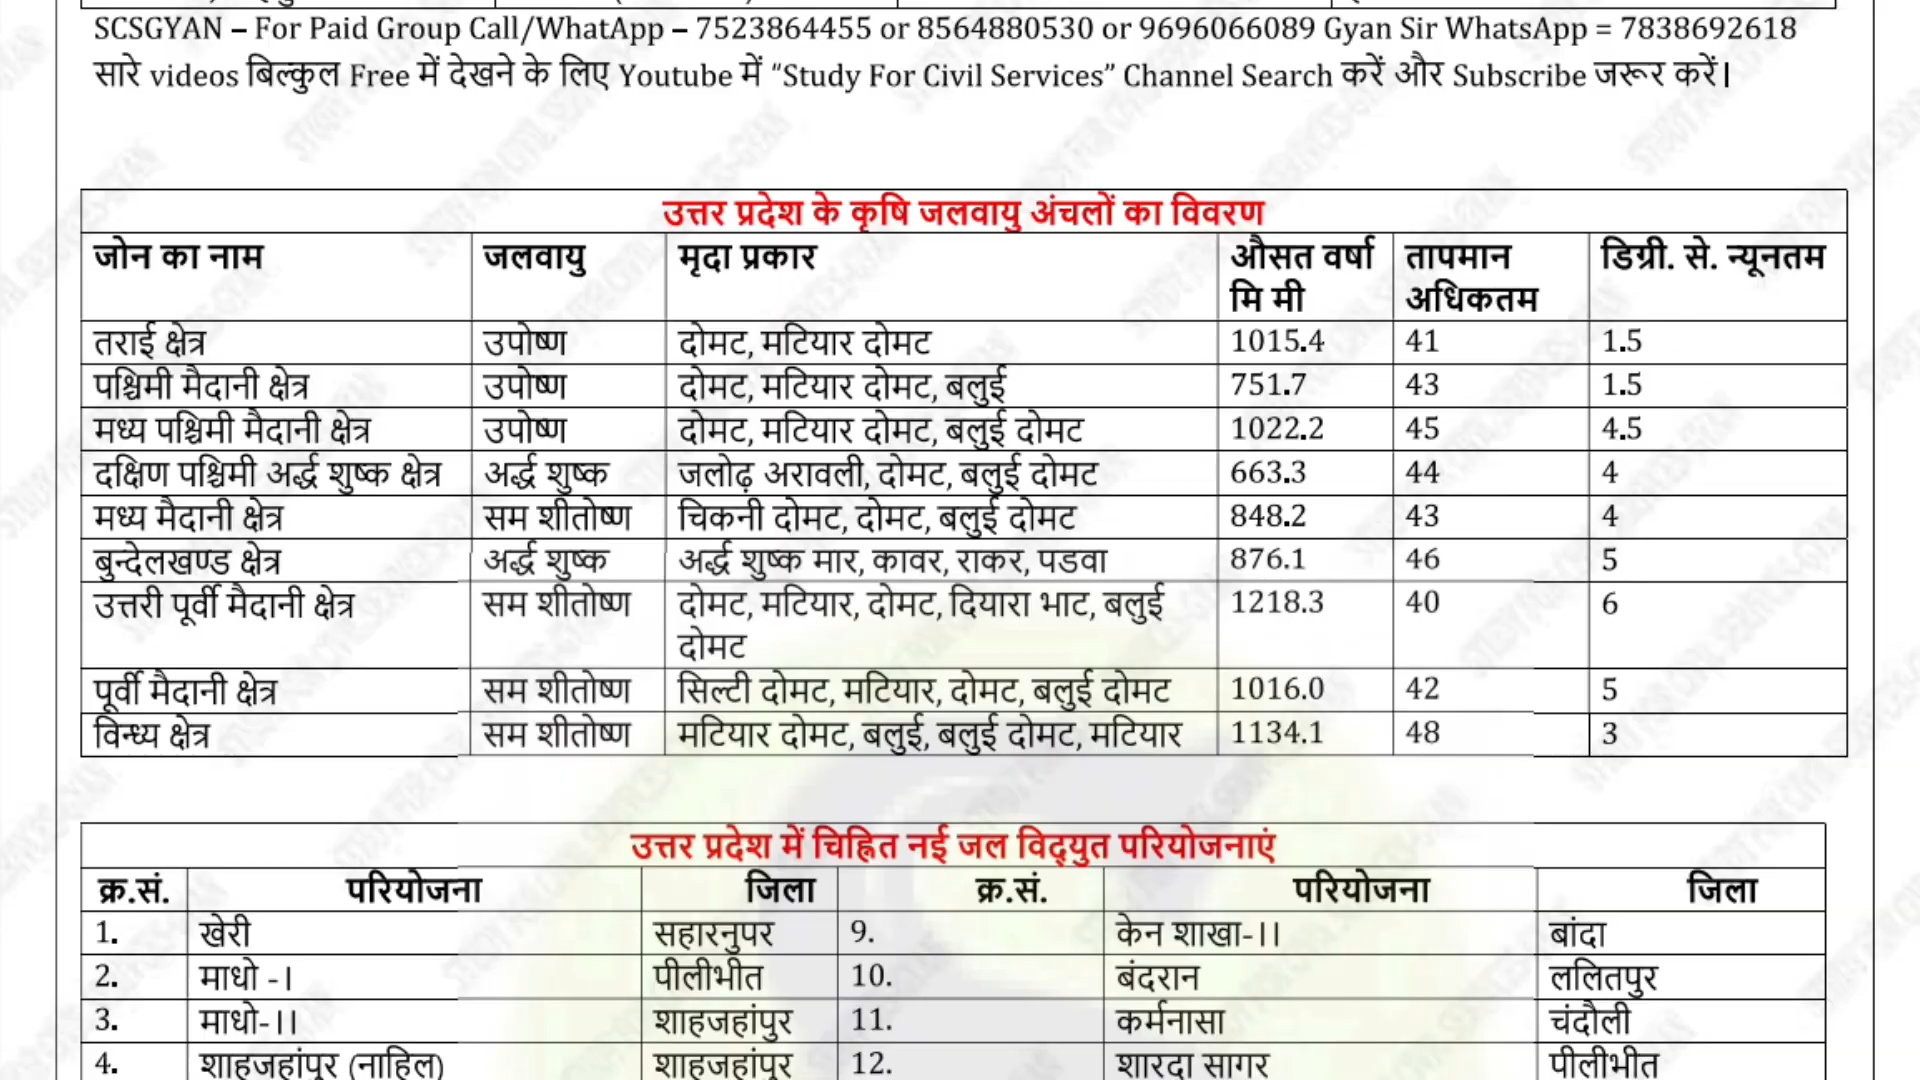 SCSGYAN – For Paid Group Call/WhatApp – 7523864455 or 8564880530 or 9696066089 Gyan Sir WhatsApp = 7838692618
सारे videos बिल्कुल Free में देखने के लिए Youtube में “Study For Civil Services” Channel Search करें और Subscribe जरूर करें।
उत्तर प्रदेश के कृषि जलवायु अंचलों का विवरण
जोन का नाम जलवायु मृदा प्रकार औसत वर्षा तापमान डिग्री. से. न्यूनतम
मि मी अधिकतम
तराई क्षेत्र उपोष्ण दोमट, मटियार दोमट 1015.4 41 1.5
पश्चिमी मैदानी क्षेत्र उपोष्ण दोमट, मटियार दोमट, बलुई 751.7 43 1.5
मध्य पश्चिमी मैदानी क्षेत्र उपोष्ण दोमट, मटियार दोमट, बलुई दोमट 1022.2 45 4.5
दक्षिण पश्चिमी अर्द्ध शुष्क क्षेत्र अर्द्ध शुष्क जलोढ़ अरावली, दोमट, बलुई दोमट 663.3 44 4
मध्य मैदानी क्षेत्र सम शीतोष्ण चिकनी दोमट, दोमट, बलुई दोमट 848.2 43 4
बुन्देलखण्ड क्षेत्र अर्द्ध शुष्क अर्द्ध शुष्क मार, कावर, राकर, पडवा 876.1 46 5
उत्तरी पूर्वी मैदानी क्षेत्र सम शीतोष्ण दोमट, मटियार, दोमट, दियारा भाट, बलुई 1218.3 40 6
दोमट
पूर्वी मैदानी क्षेत्र सम शीतोष्ण सिल्टी दोमट, मटियार, दोमट, बलुई दोमट 1016.0 42 5
विन्ध्य क्षेत्र सम शीतोष्ण मटियार दोमट, बलुई, बलुई दोमट, मटियार 1134.1 48 3
उत्तर प्रदेश में चिह्नित नई जल विद्युत परियोजनाएं
क्र.सं. परियोजना जिला क्र.सं. परियोजना जिला
1. खेरी सहारनुपर 9. केन शाखा-।। बांदा
2. माधो -। पीलीभीत 10. बंदरान ललितपुर
3. माधो-।। शाहजहांपुर 11. कर्मनासा चंदौली
4. शाहजहांपुर (नाहिल) शाहजहांपुर 12. शारदा सागर पीलीभीत